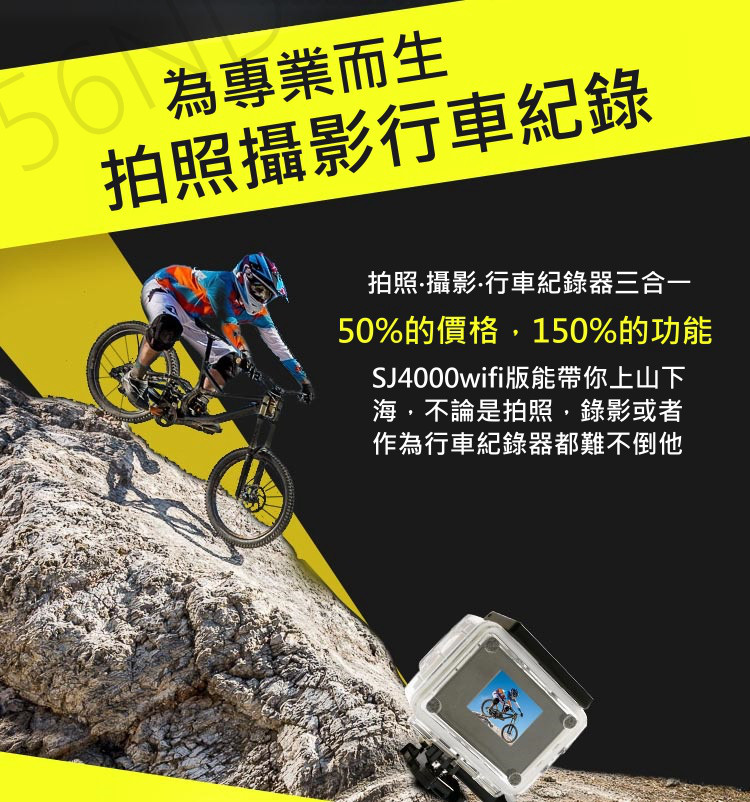 為專業而生
拍照攝影行車紀錄
拍照·攝影·行車紀錄器三合一
50%的價格，150%的功能
SJ4000wifi版能帶你上山下
海，不論是拍照，錄影或者
作為行車紀錄器都難不倒他